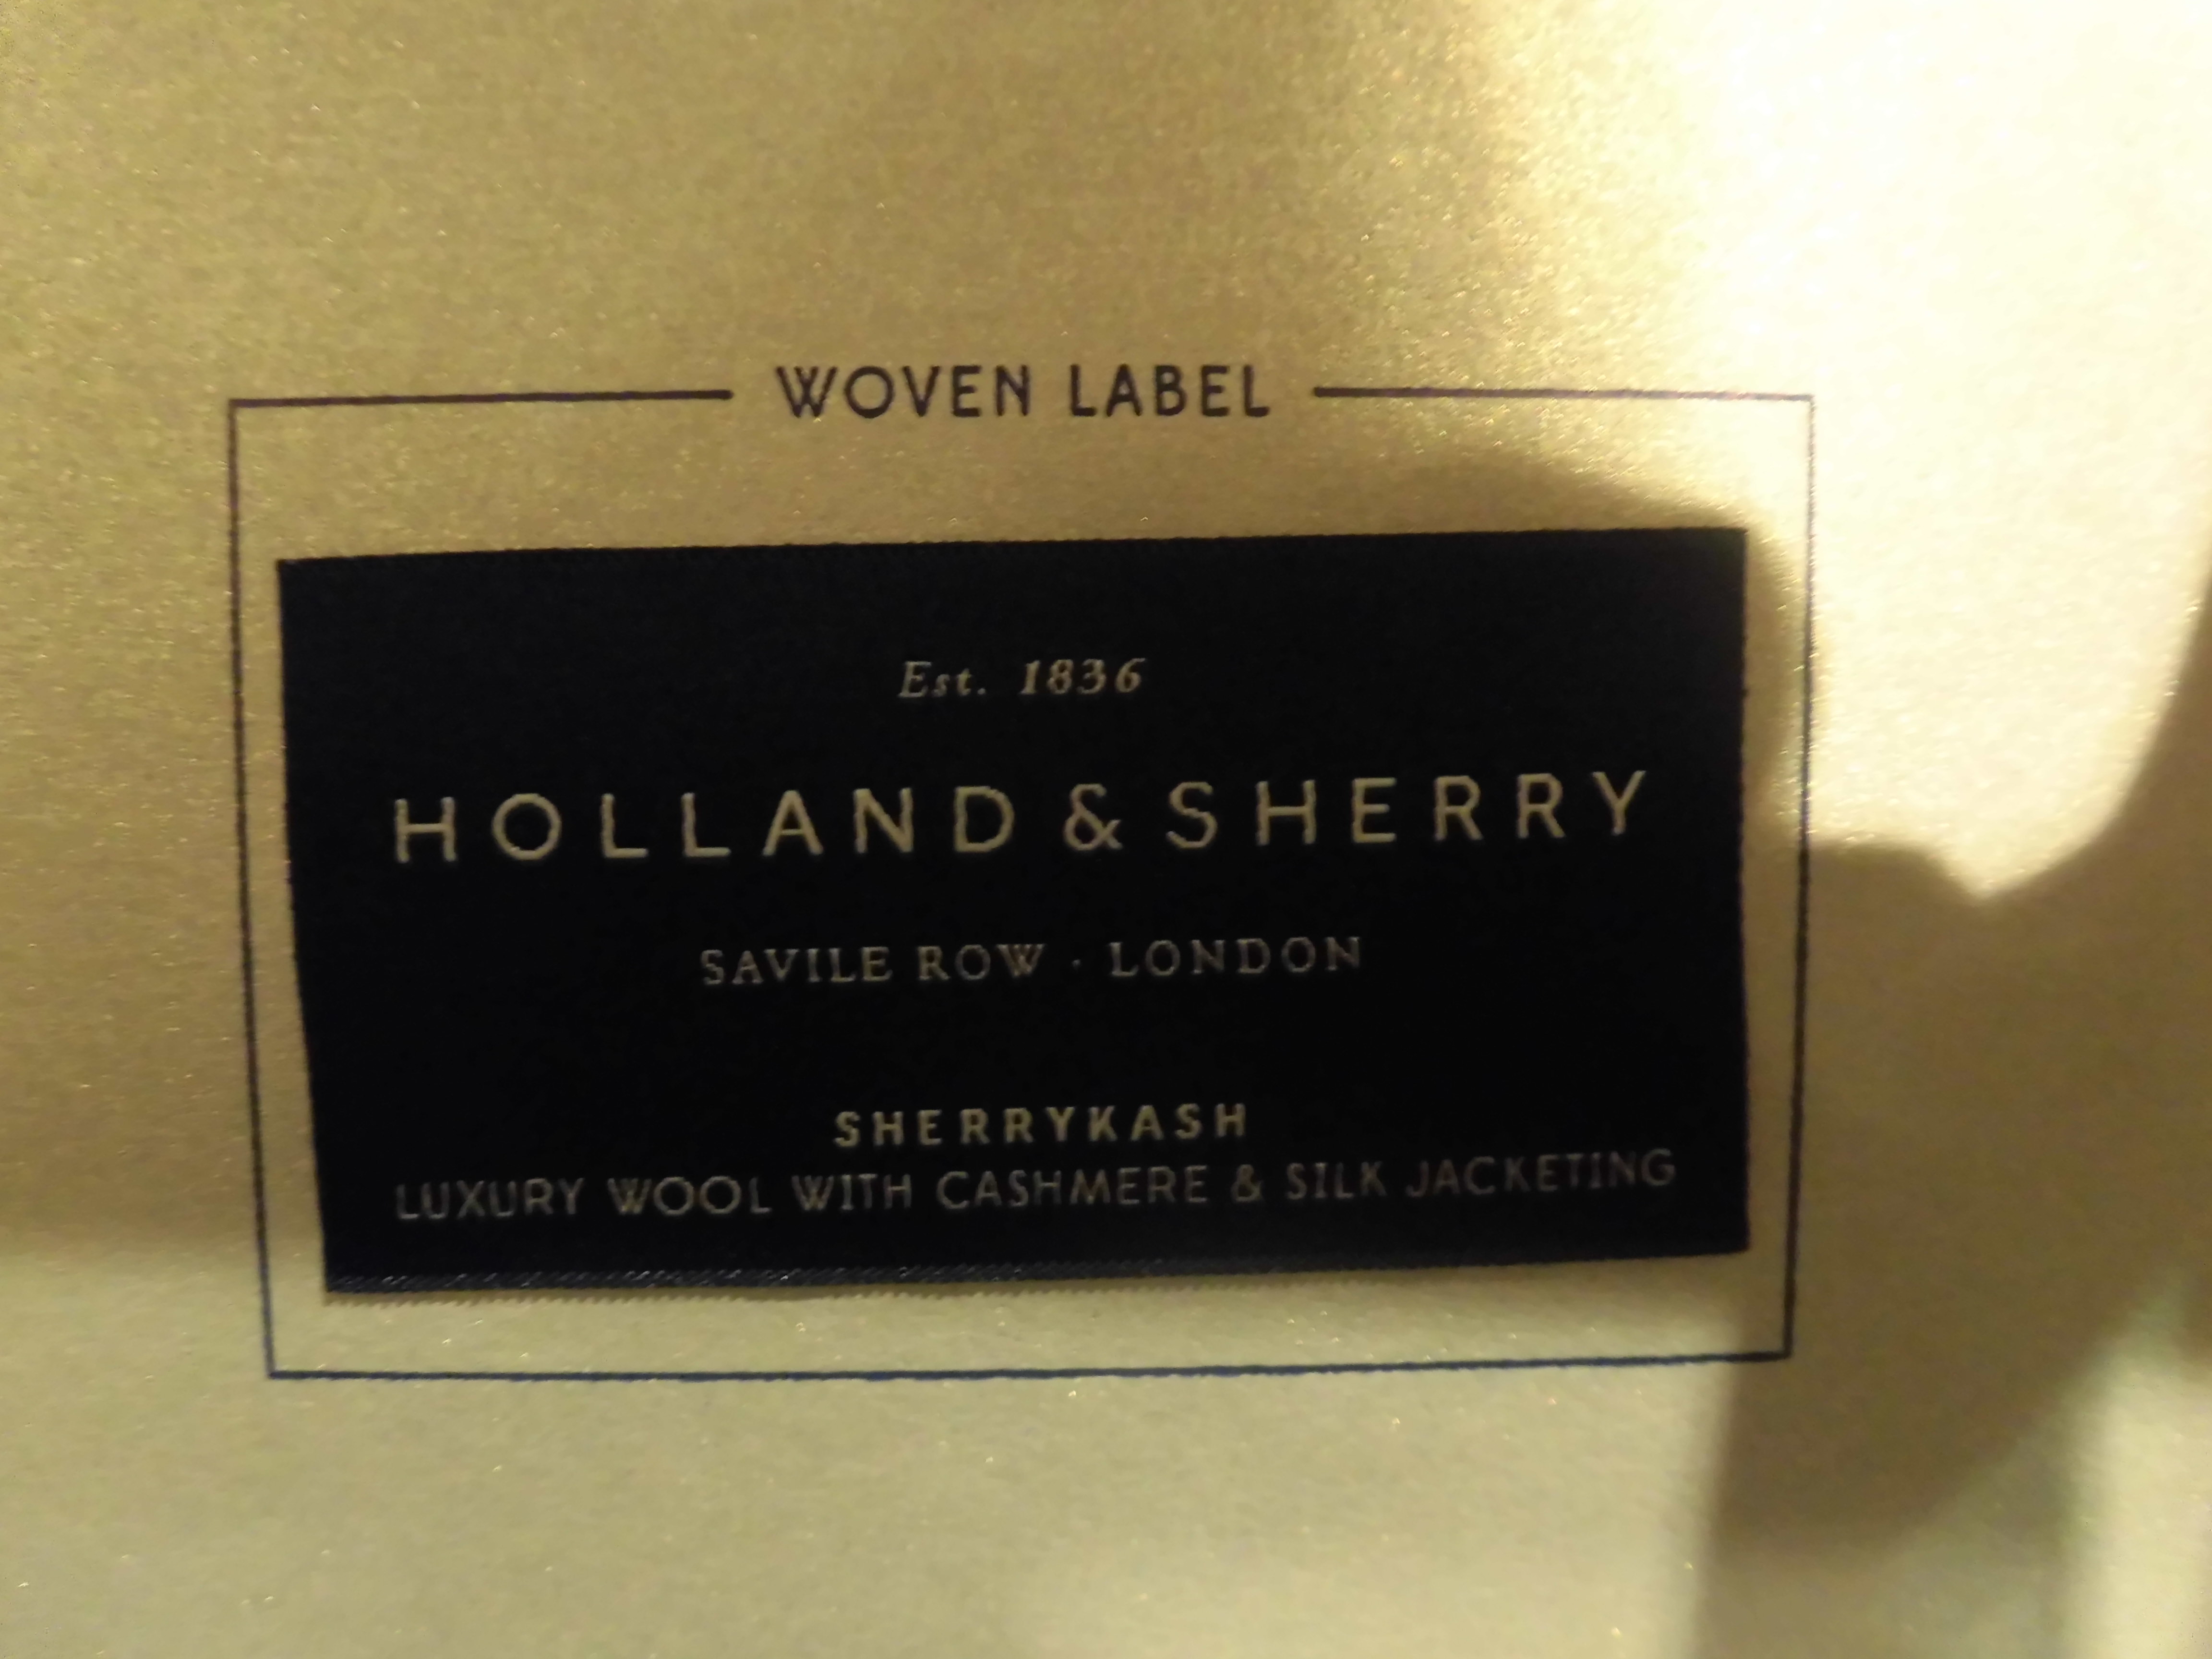 WOVEN LABEL
Est. 1836
HOLLAND & SHERRY
SAVILE ROW · LONDON
SHERRYKASH
LUXURY WOOL WITH CASHMERE & SILK JACKETING